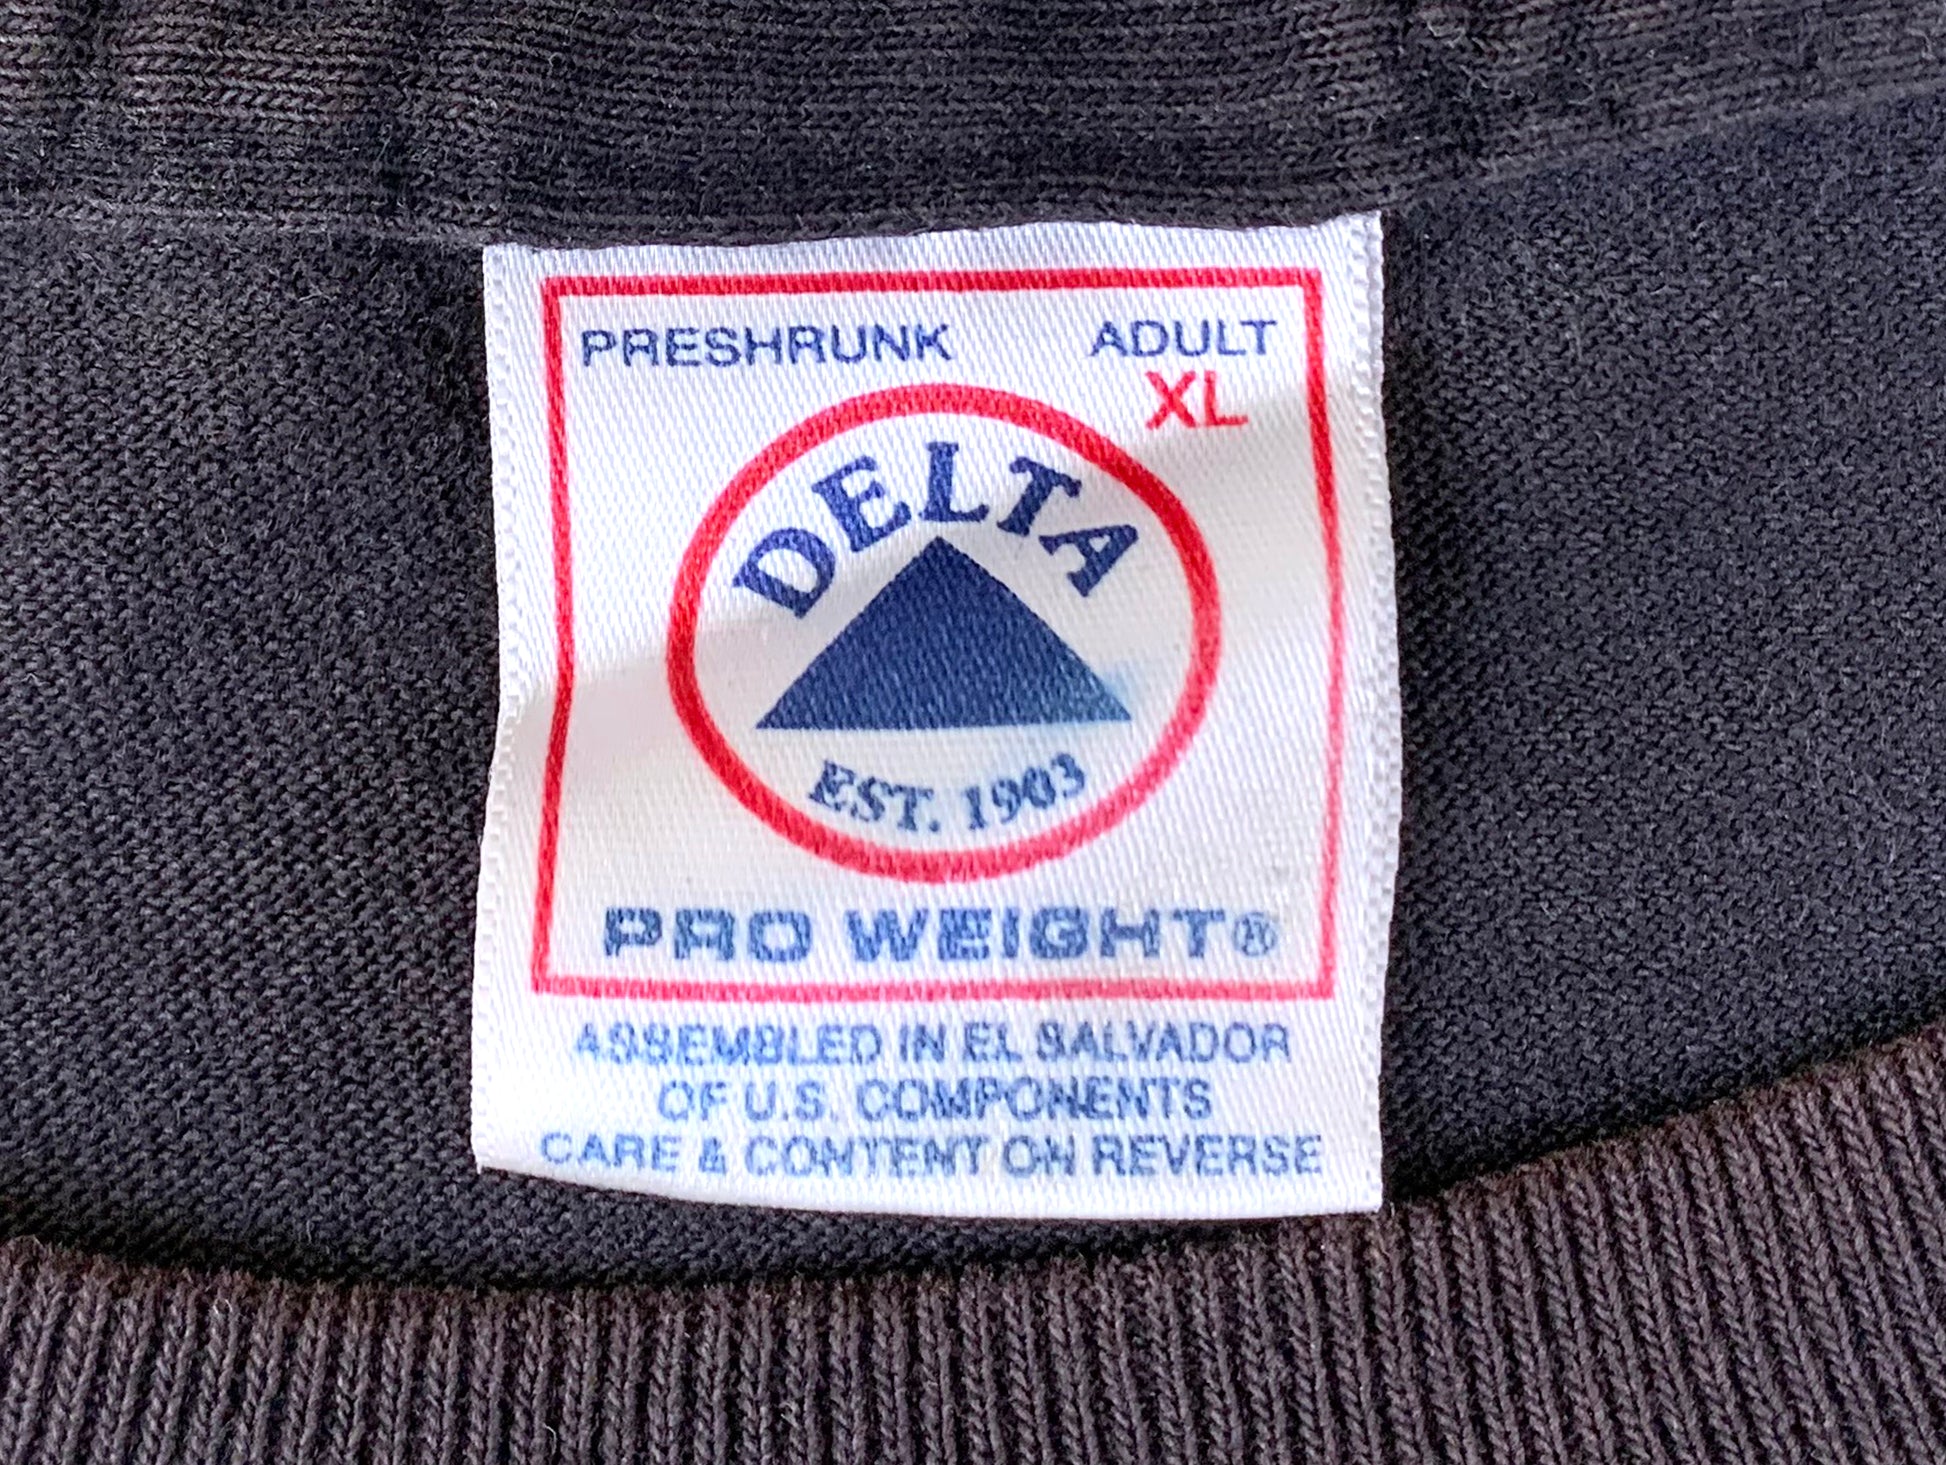 PRESHRUNK ADULT
XL
DELTA
EST. 1903
PRO WEIGHT®
ASSEMBLED IN EL SALVADOR
OF U.S. COMPONENTS
CARE & CONTENT ON REVERSE